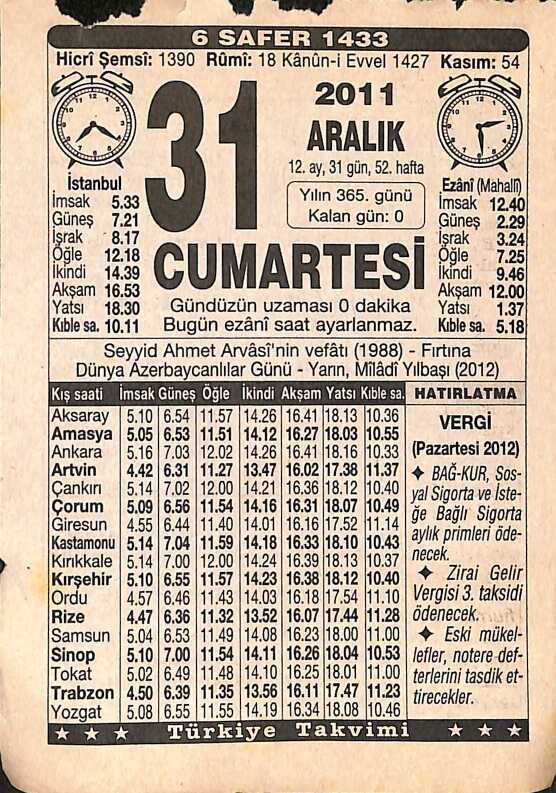 6 SAFER 1433
Hicrî Şemsî: 1390 Rûmî: 18 Kânûn-i Evvel 1427 Kasım: 54
31
2011
ARALIK
12. ay, 31 gün, 52. hafta
Yılın 365. günü
Kalan gün: 0
CUMARTESİ
Gündüzün uzaması 0 dakika
Bugün ezânî saat ayarlanmaz.
İstanbul
İmsak 5.33
Güneş 7.21
İşrak 8.17
Öğle 12.18
İkindi 14.39
Akşam 16.53
Yatsı 18.30
Kıble sa. 10.11
Ezânî (Mahallî)
İmsak 12.40
Güneş 2.29
İşrak 3.24
Öğle 7.25
İkindi 9.46
Akşam 12.00
Yatsı 1.37
Kıble sa. 5.18
Seyyid Ahmet Arvâsî'nin vefâtı (1988) - Fırtına
Dünya Azerbaycanlılar Günü - Yarın, Mîlâdî Yılbaşı (2012)
Kış saati İmsak Güneş Öğle İkindi Akşam Yatsı Kıble sa.
Aksaray 5.10 6.54 11.57 14.26 16.41 18.13 10.36
Amasya 5.05 6.53 11.51 14.12 16.27 18.03 10.55
Ankara 5.16 7.03 12.02 14.26 16.41 18.16 10.33
Artvin 4.42 6.31 11.27 13.47 16.02 17.38 11.37
Çankırı 5.14 7.02 12.00 14.21 16.36 18.12 10.40
Çorum 5.09 6.56 11.54 14.16 16.31 18.07 10.49
Giresun 4.55 6.44 11.40 14.01 16.16 17.52 11.14
Kastamonu 5.14 7.04 11.59 14.18 16.33 18.10 10.43
Kırıkkale 5.14 7.00 12.00 14.24 16.39 18.13 10.37
Kırşehir 5.10 6.55 11.57 14.23 16.38 18.12 10.40
Ordu 4.57 6.46 11.43 14.03 16.18 17.54 11.10
Rize 4.47 6.36 11.32 13.52 16.07 17.44 11.28
Samsun 5.04 6.53 11.49 14.08 16.23 18.00 11.00
Sinop 5.10 7.00 11.54 14.11 16.26 18.04 10.53
Tokat 5.02 6.49 11.48 14.10 16.25 18.01 11.00
Trabzon 4.50 6.39 11.35 13.56 16.11 17.47 11.23
Yozgat 5.08 6.55 11.55 14.19 16.34 18.08 10.46
HATIRLATMA
VERGİ
(Pazartesi 2012)
✦ BAĞ-KUR, Sos-
yal Sigorta ve İste-
ğe Bağlı Sigorta
aylık primleri öde-
necek.
✦ Zirai Gelir
Vergisi 3. taksidi
ödenecek.
✦ Eski mükel-
lefler, notere def-
terlerini tasdik et-
tirecekler.
★ ★ ★ Türkiye Takvimi ★ ★ ★